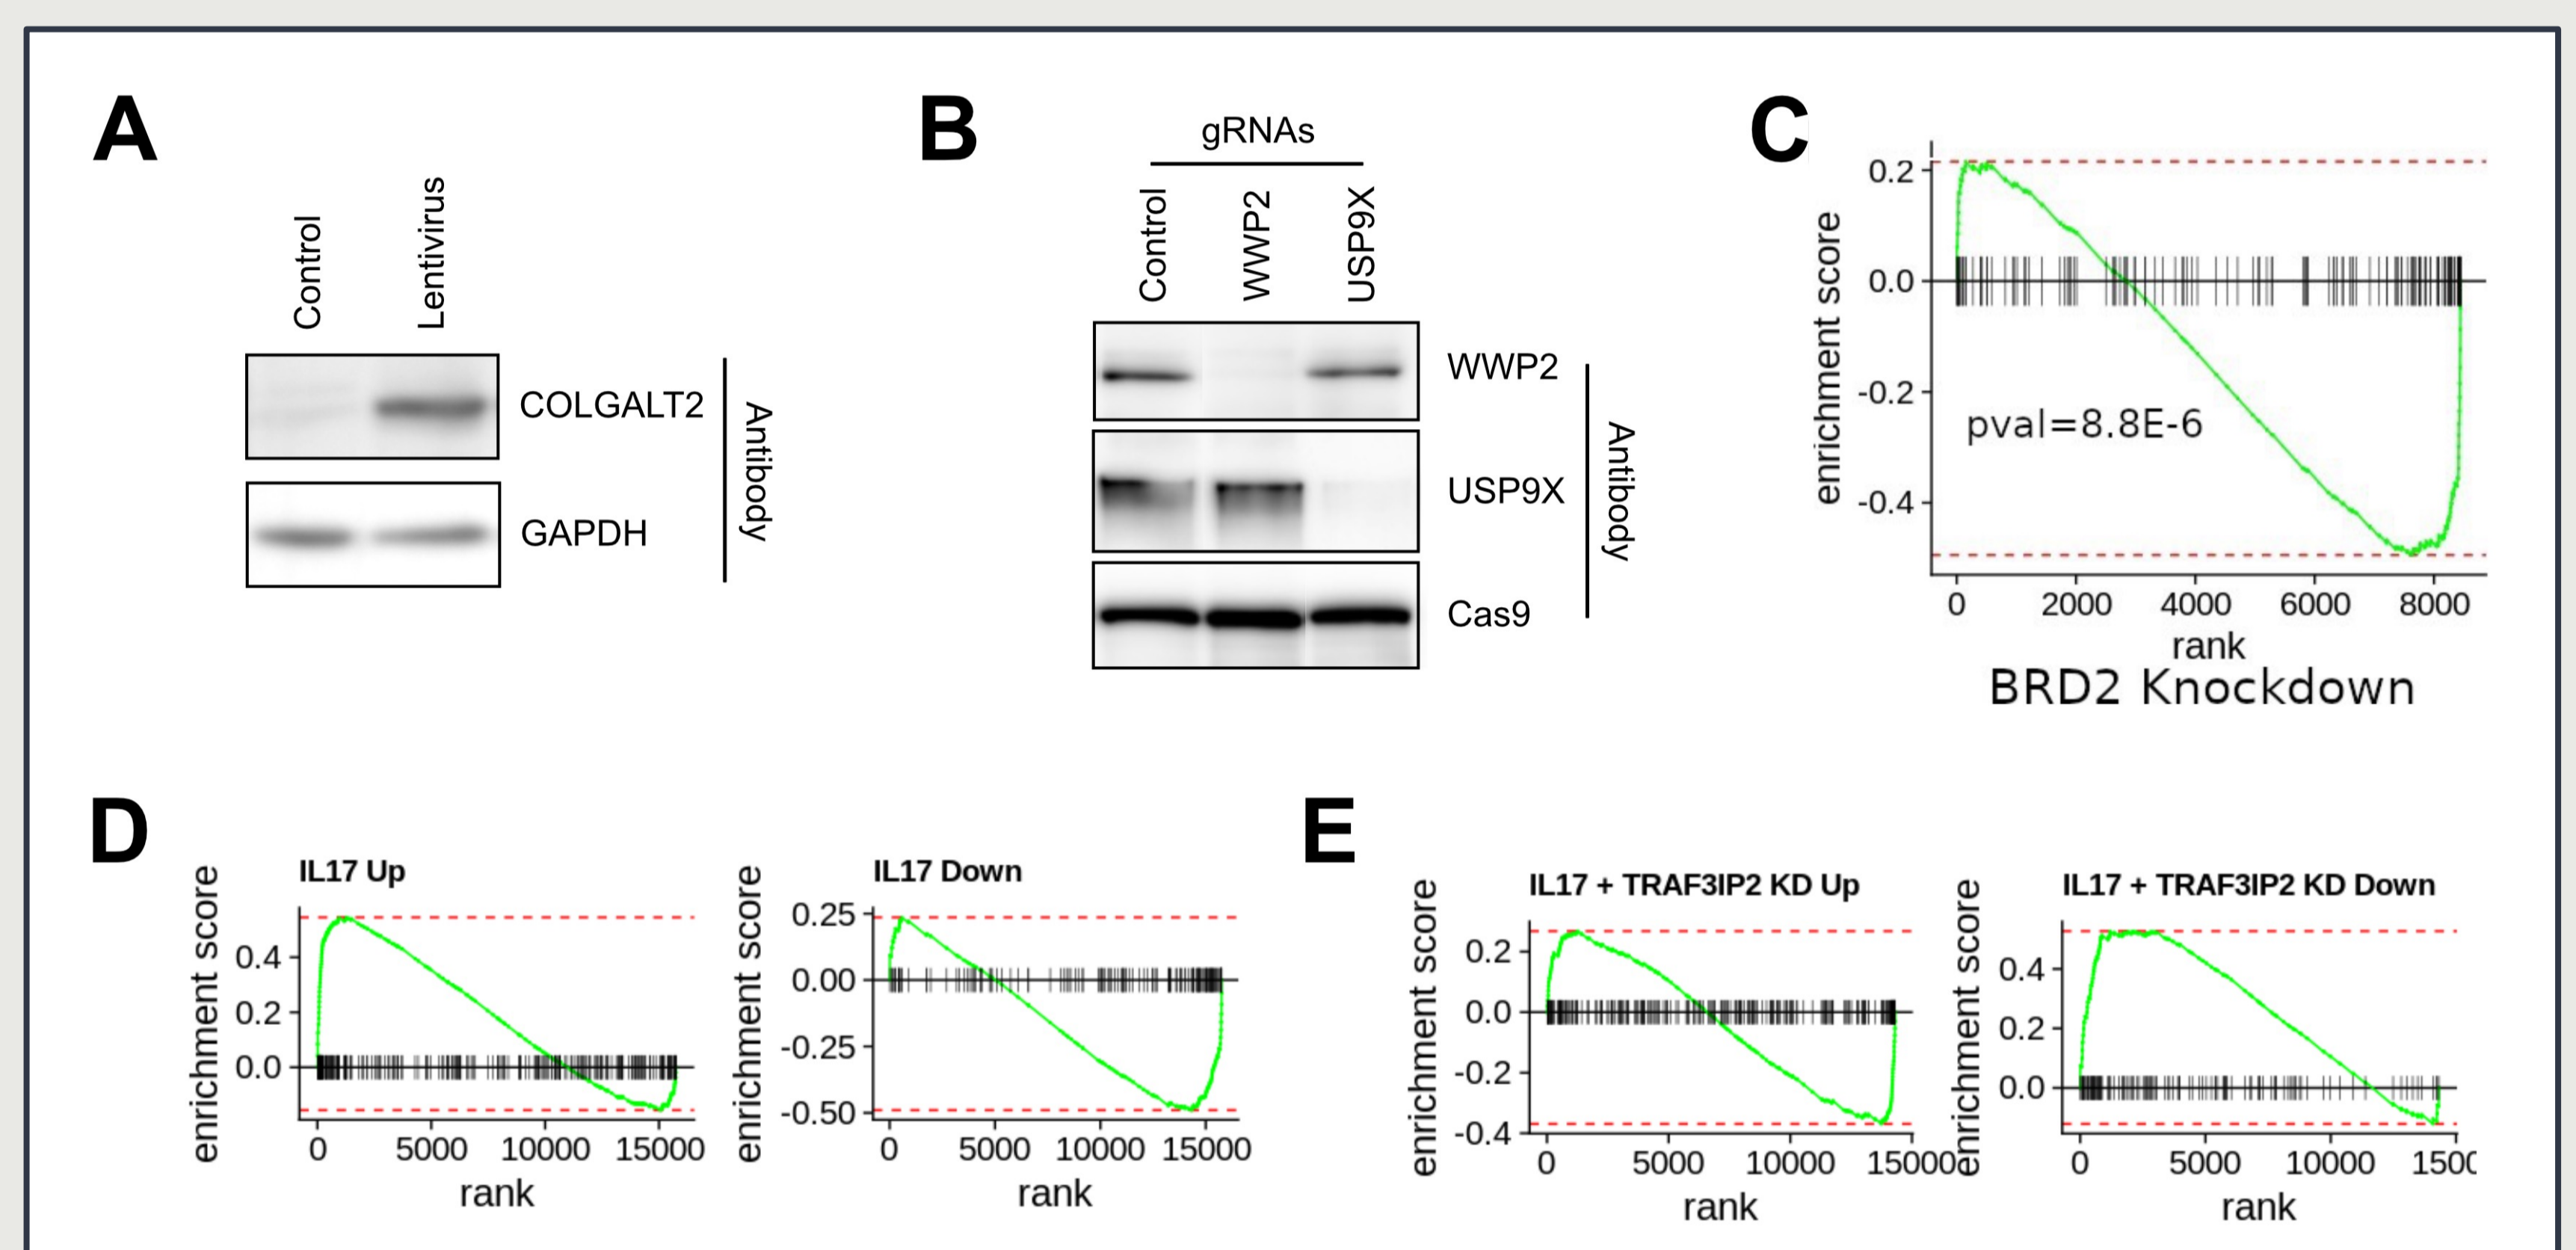 A
Control
Lentivirus
COLGALT2
GAPDH
Antibody
B
gRNAs
Control
WWP2
USP9X
WWP2
USP9X
Cas9
Antibody
C
enrichment score
0.2
0.0
-0.2
-0.4
pval=8.8E-6
0 2000 4000 6000 8000
rank
BRD2 Knockdown
D
IL17 Up
enrichment score
0.4
0.2
0.0
0 5000 10000 15000
rank
IL17 Down
enrichment score
0.25
0.00
-0.25
-0.50
0 5000 10000 15000
rank
E
IL17 + TRAF3IP2 KD Up
enrichment score
0.2
0.0
-0.2
-0.4
0 5000 10000 15000
rank
IL17 + TRAF3IP2 KD Down
enrichment score
0.4
0.2
0.0
0 5000 10000
rank